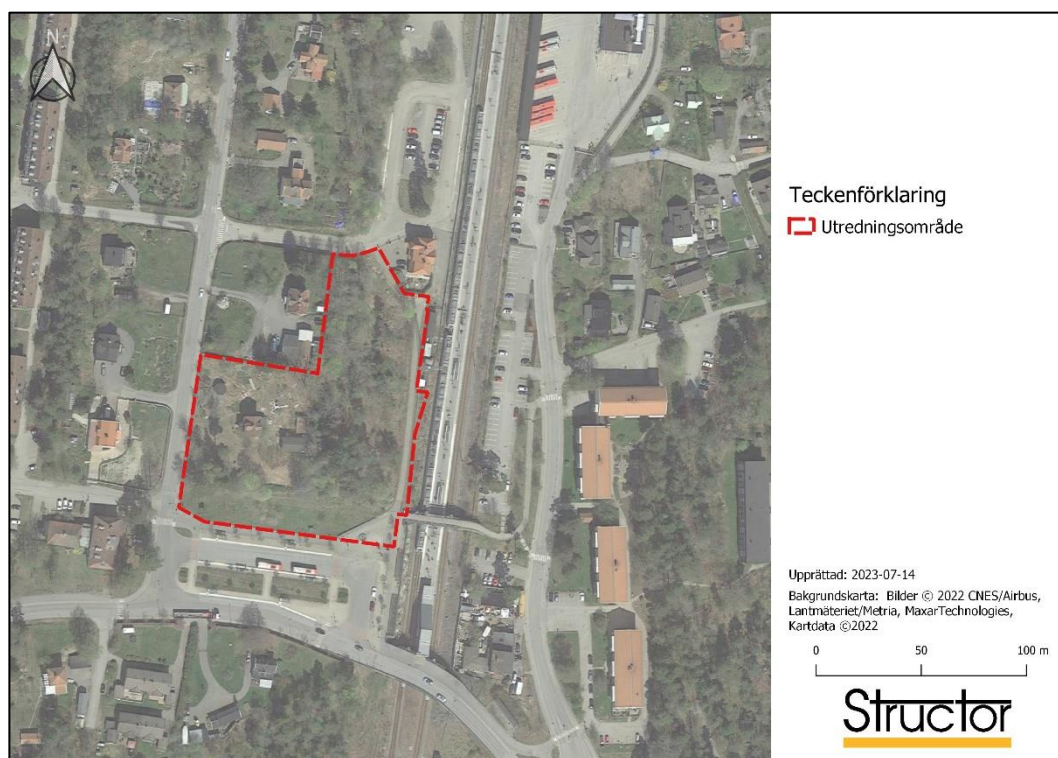 N
Teckenförklaring
Utredningsområde
Upprättad: 2023-07-14
Bakgrundskarta: Bilder © 2022 CNES/Airbus,
Lantmäteriet/Metria, MaxarTechnologies,
Kartdata ©2022
0 50 100 m
Structor